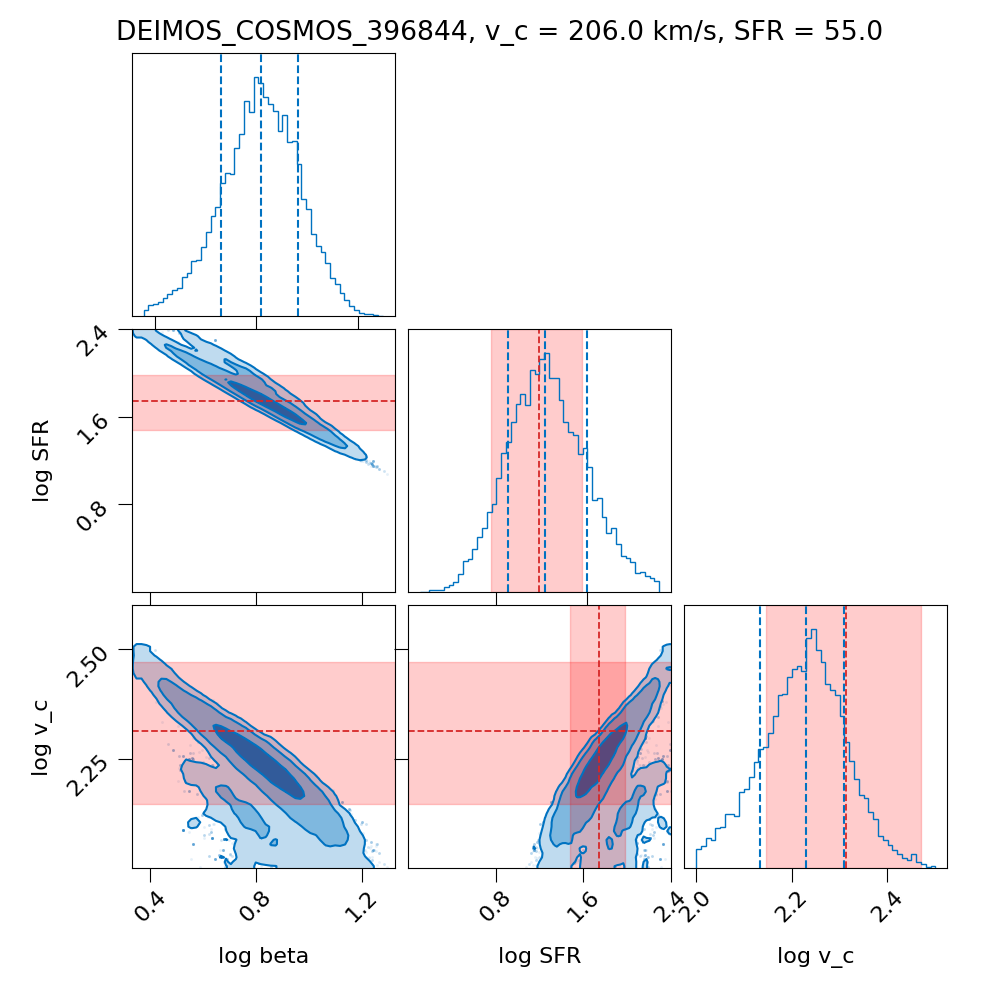 DEIMOS_COSMOS_396844, v_c = 206.0 km/s, SFR = 55.0
2.4
1.6
0.8
log SFR
2.50
2.25
log v_c
0.4
0.8
1.2
0.8
1.6
2.4
2.0
2.2
2.4
log beta
log SFR
log v_c